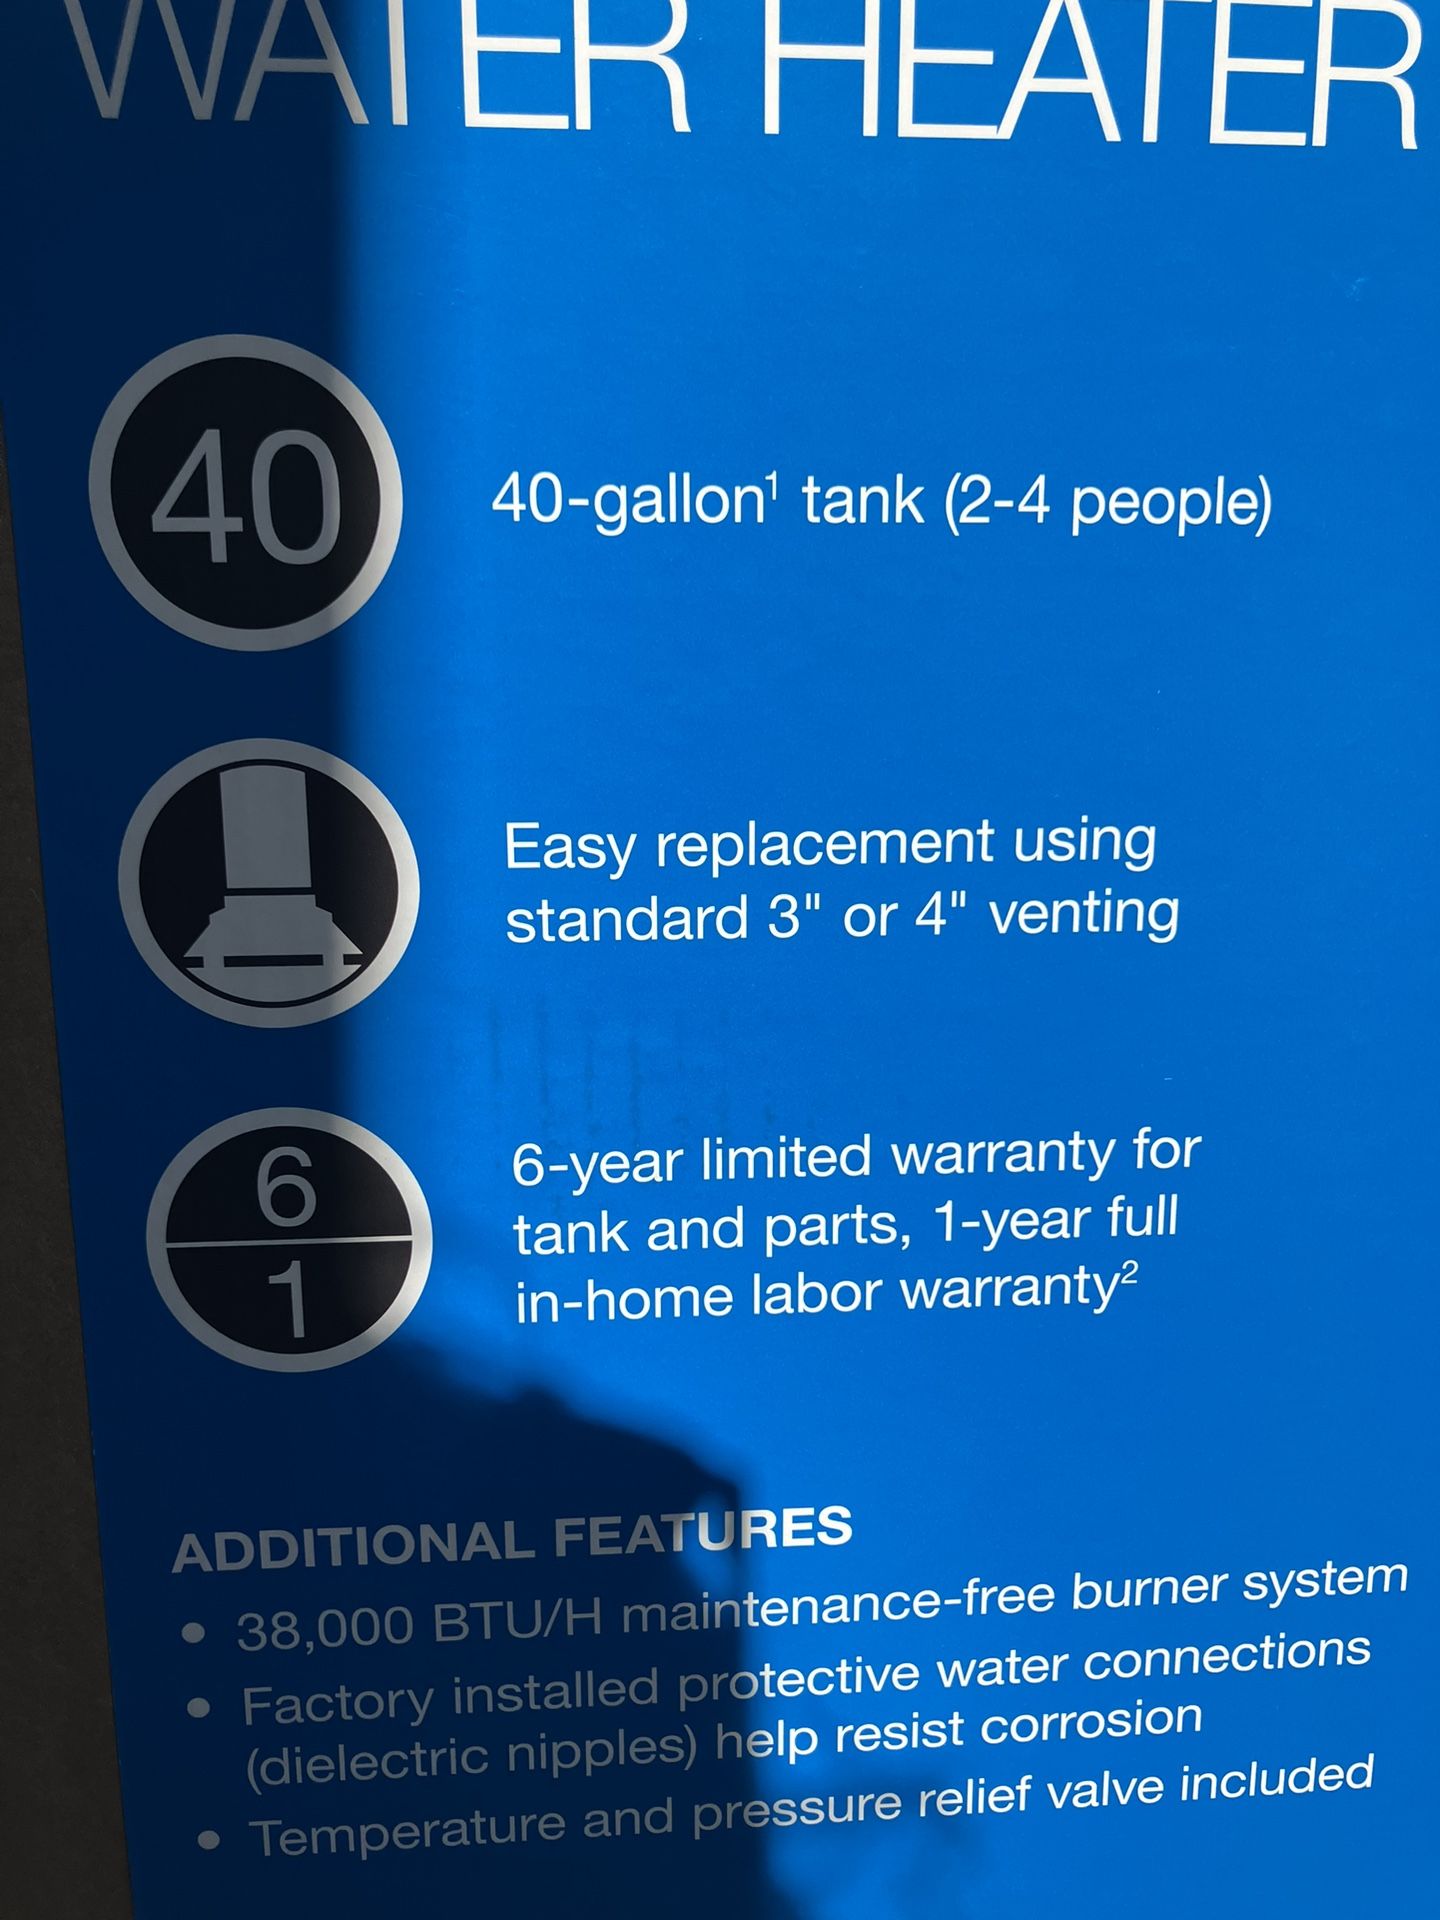 WATER HEATER
40
40-gallon¹ tank (2-4 people)
Easy replacement using
standard 3" or 4" venting
6
1
6-year limited warranty for
tank and parts, 1-year full
in-home labor warranty²
ADDITIONAL FEATURES
• 38,000 BTU/H maintenance-free burner system
• Factory installed protective water connections
(dielectric nipples) help resist corrosion
• Temperature and pressure relief valve included